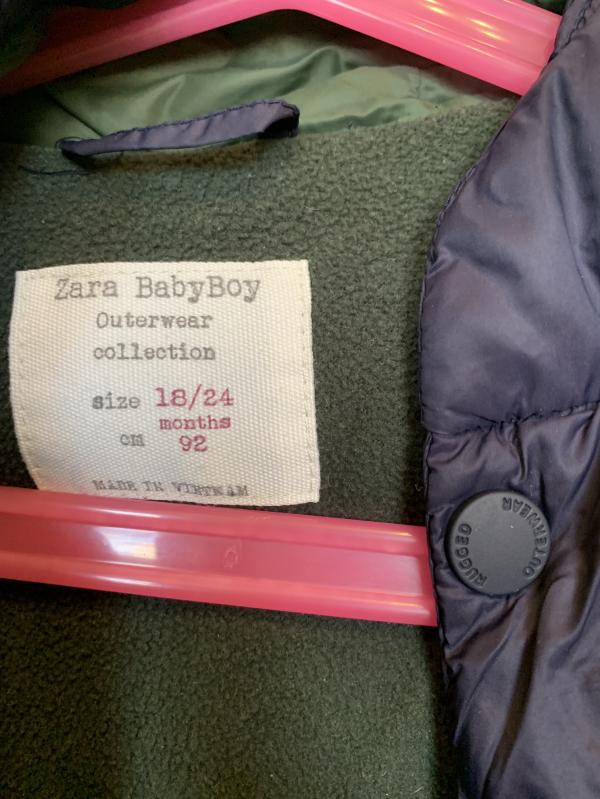 Zara BabyBoy
Outerwear
collection
size 18/24
months
cm 92
MADE IN VIETNAM
RUGGED OUTERWEAR